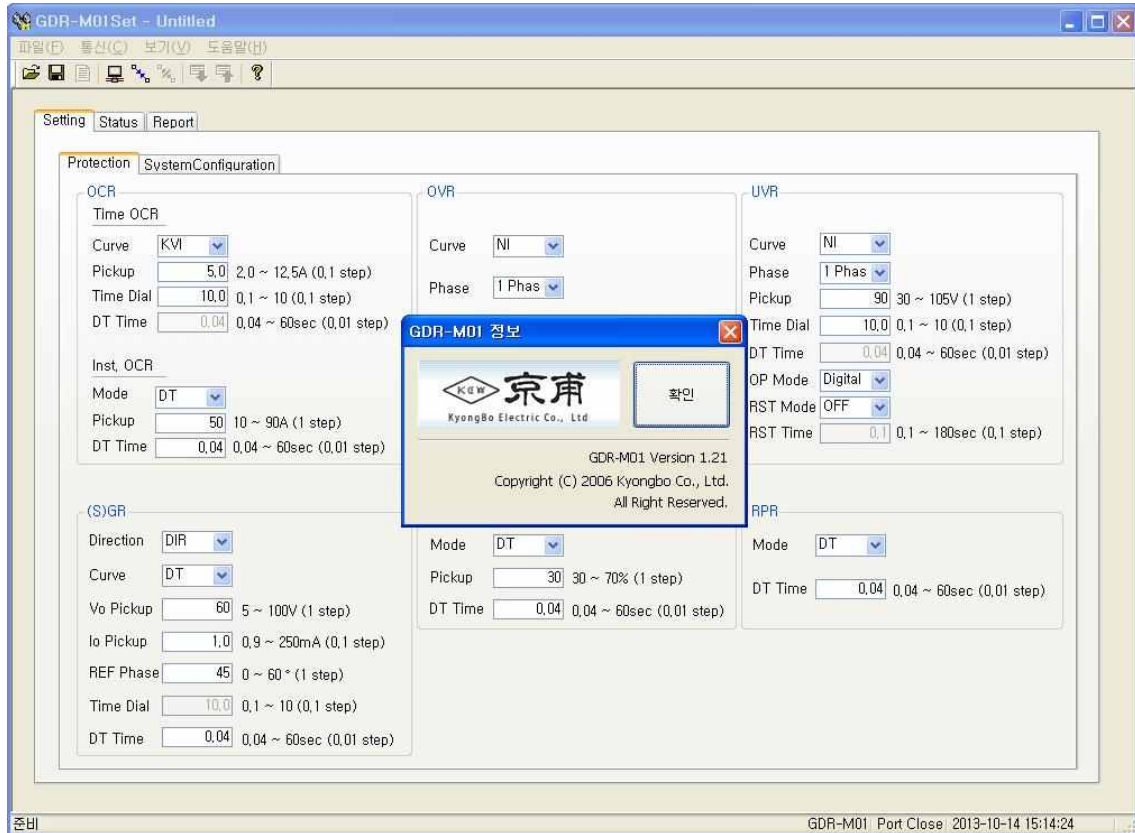 GDR-M01Set - Untitled
파일(F) 통신(C) 보기(V) 도움말(H)
Setting Status Report
Protection SystemConfiguration
OCR
Time OCR
Curve KVI
Pickup 5,0 2,0 ~ 12,5A (0,1 step)
Time Dial 10,0 0,1 ~ 10 (0,1 step)
DT Time 0,04 0,04 ~ 60sec (0,01 step)
Inst, OCR
Mode DT
Pickup 50 10 ~ 90A (1 step)
DT Time 0,04 0,04 ~ 60sec (0,01 step)
OVR
Curve NI
Phase 1 Phas
UVR
Curve NI
Phase 1 Phas
Pickup 90 30 ~ 105V (1 step)
Time Dial 10,0 0,1 ~ 10 (0,1 step)
DT Time 0,04 0,04 ~ 60sec (0,01 step)
OP Mode Digital
RST Mode OFF
RST Time 0,1 0,1 ~ 180sec (0,1 step)
GDR-M01 정보
KBW 京甫
KyongBo Electric Co., Ltd
확인
GDR-M01 Version 1.21
Copyright (C) 2006 Kyongbo Co., Ltd.
All Right Reserved.
(S)GR
Direction DIR
Curve DT
Vo Pickup 60 5 ~ 100V (1 step)
Io Pickup 1,0 0,9 ~ 250mA (0,1 step)
REF Phase 45 0 ~ 60 ° (1 step)
Time Dial 10,0 0,1 ~ 10 (0,1 step)
DT Time 0,04 0,04 ~ 60sec (0,01 step)
Mode DT
Pickup 30 30 ~ 70% (1 step)
DT Time 0,04 0,04 ~ 60sec (0,01 step)
RPR
Mode DT
DT Time 0,04 0,04 ~ 60sec (0,01 step)
준비
GDR-M01 Port Close 2013-10-14 15:14:24